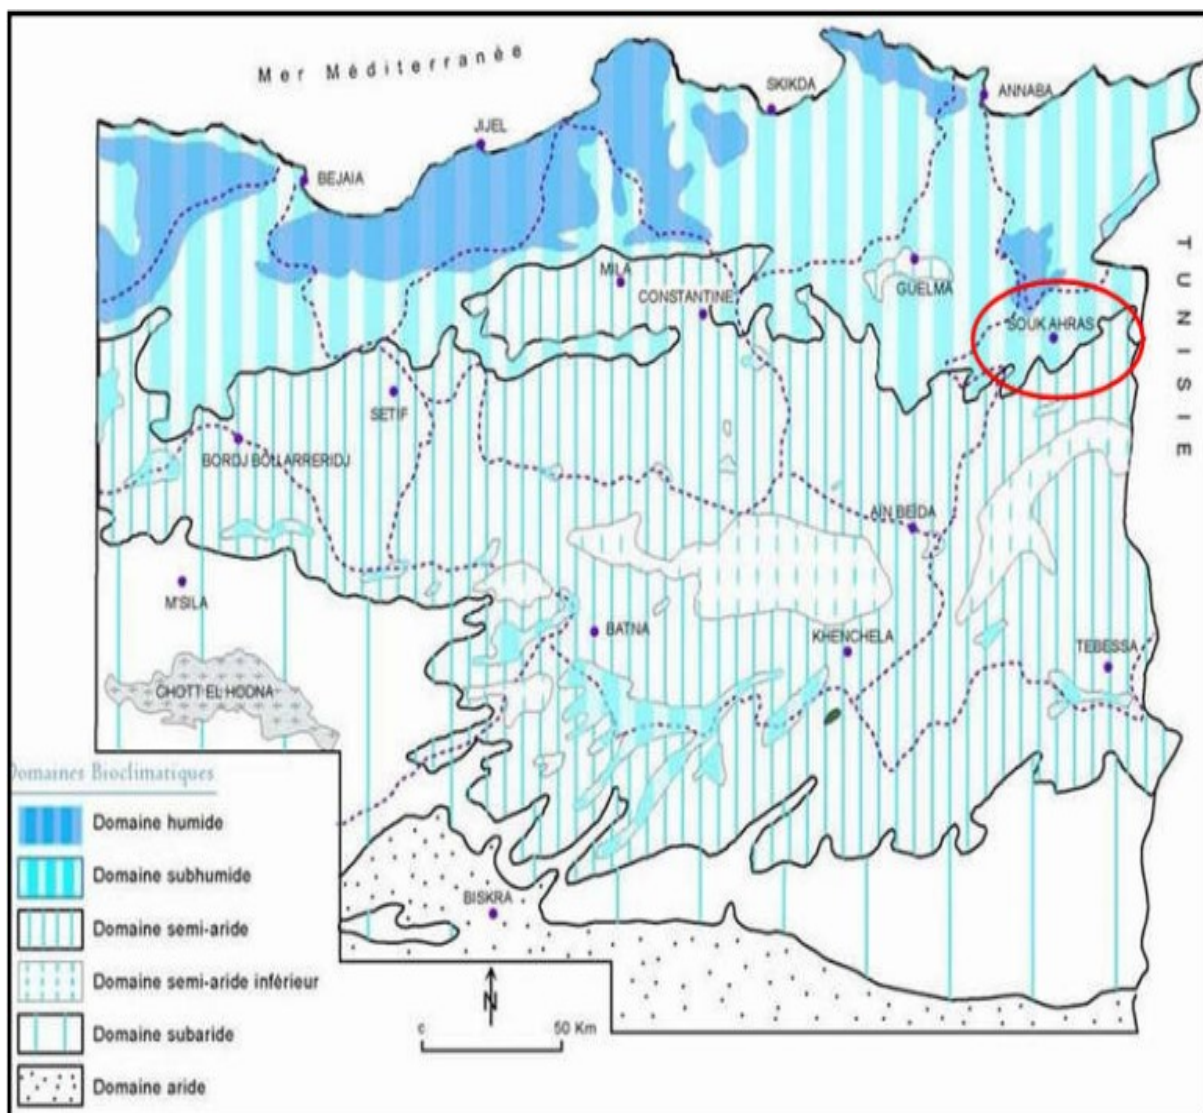 Mer Méditerranée
SKIKDA
ANNABA
JIJEL
BEJAIA
TUNISIE
GUELMA
MILA
CONSTANTINE
SOUK AHRAS
SETIF
BORDJ BOU ARRERIDJ
AIN BEÏDA
M'SILA
BATNA
KHENCHELA
TEBESSA
CHOTT EL HODNA
Domaines Bioclimatiques
Domaine humide
Domaine subhumide
Domaine semi-aride
Domaine semi-aride inférieur
Domaine subaride
Domaine aride
BISKRA
N
50 Km